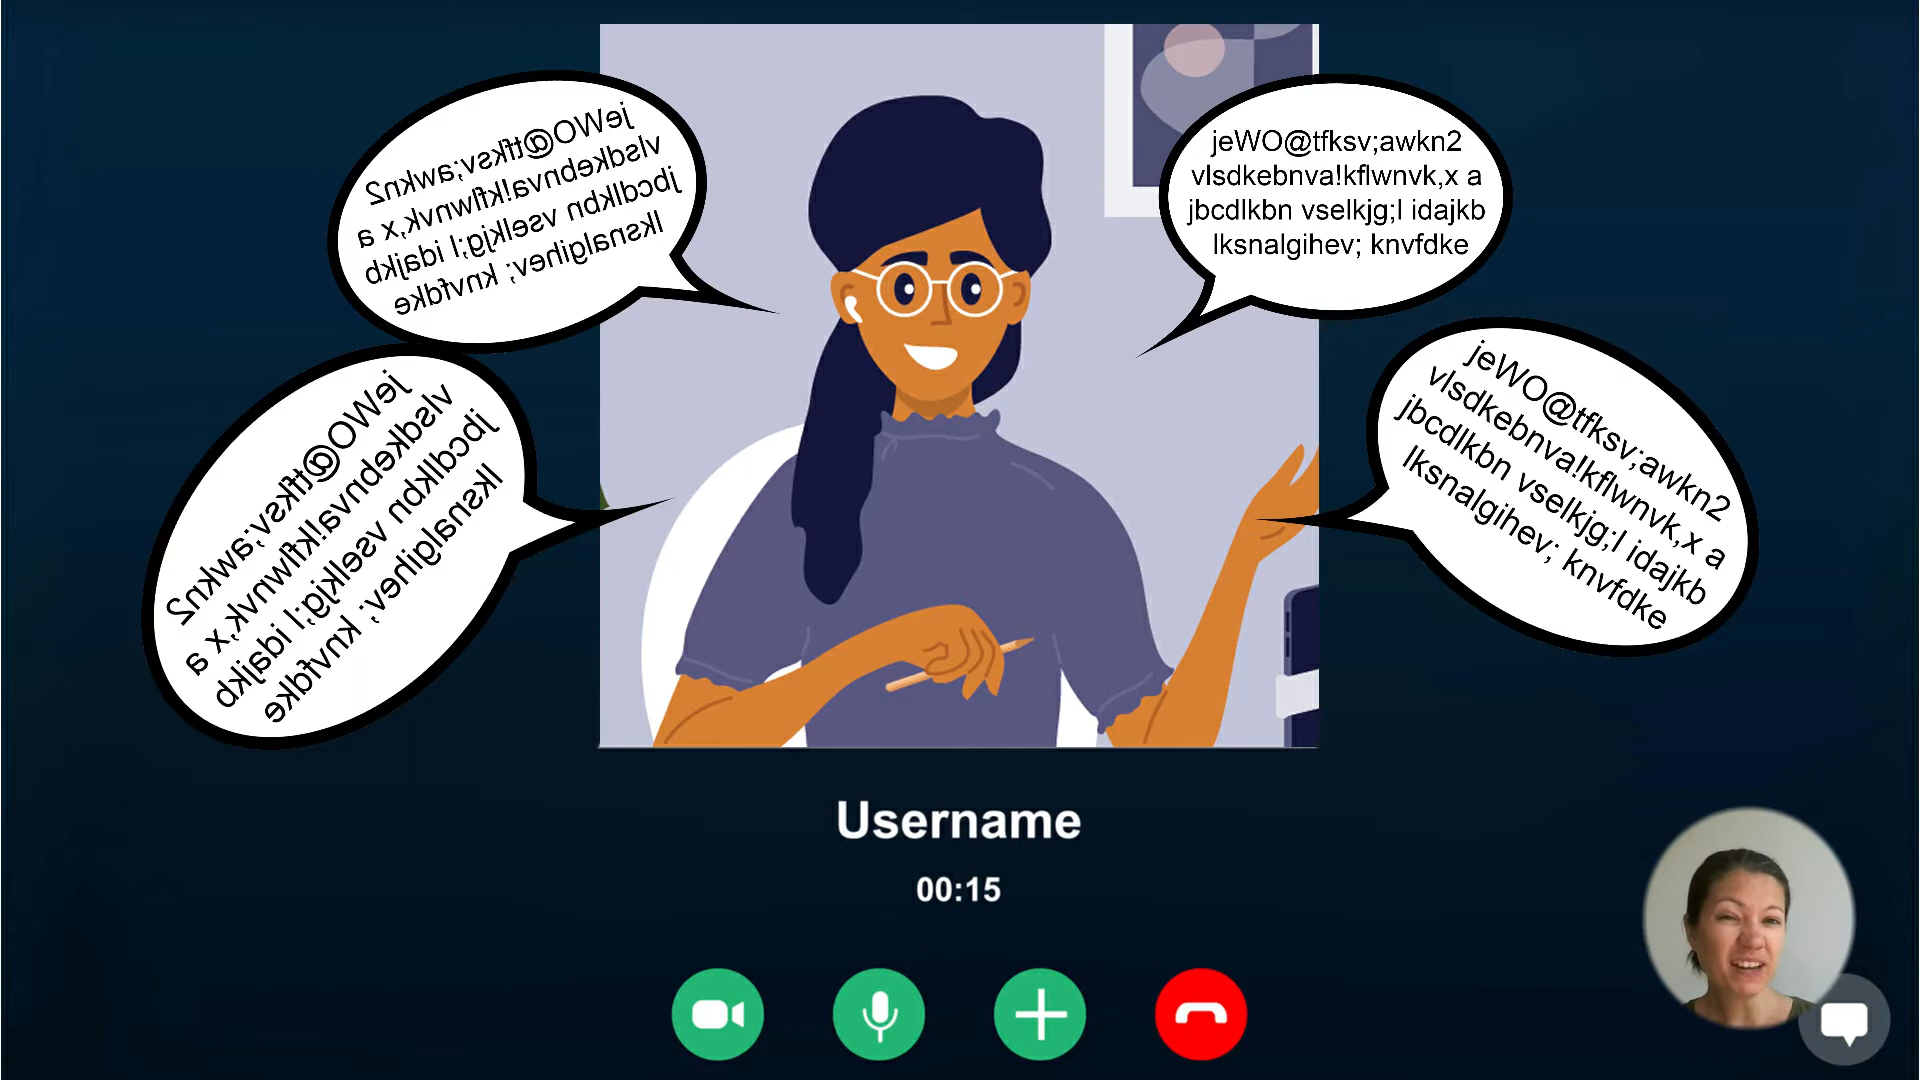 jeWO@tfksv;awkn2
vlsdkebnva!kflwnvk,x a
jbcdlkbn vselkjg;l idajkb
lksnalgihev; knvfdke
jeWO@tfksv;awkn2
vlsdkebnva!kflwnvk,x a
jbcdlkbn vselkjg;l idajkb
lksnalgihev; knvfdke
jeWO@tfksv;awkn2
vlsdkebnva!kflwnvk,x a
jbcdlkbn vselkjg;l idajkb
lksnalgihev; knvfdke
jeWO@tfksv;awkn2
vlsdkebnva!kflwnvk,x a
jbcdlkbn vselkjg;l idajkb
lksnalgihev; knvfdke
Username
00:15